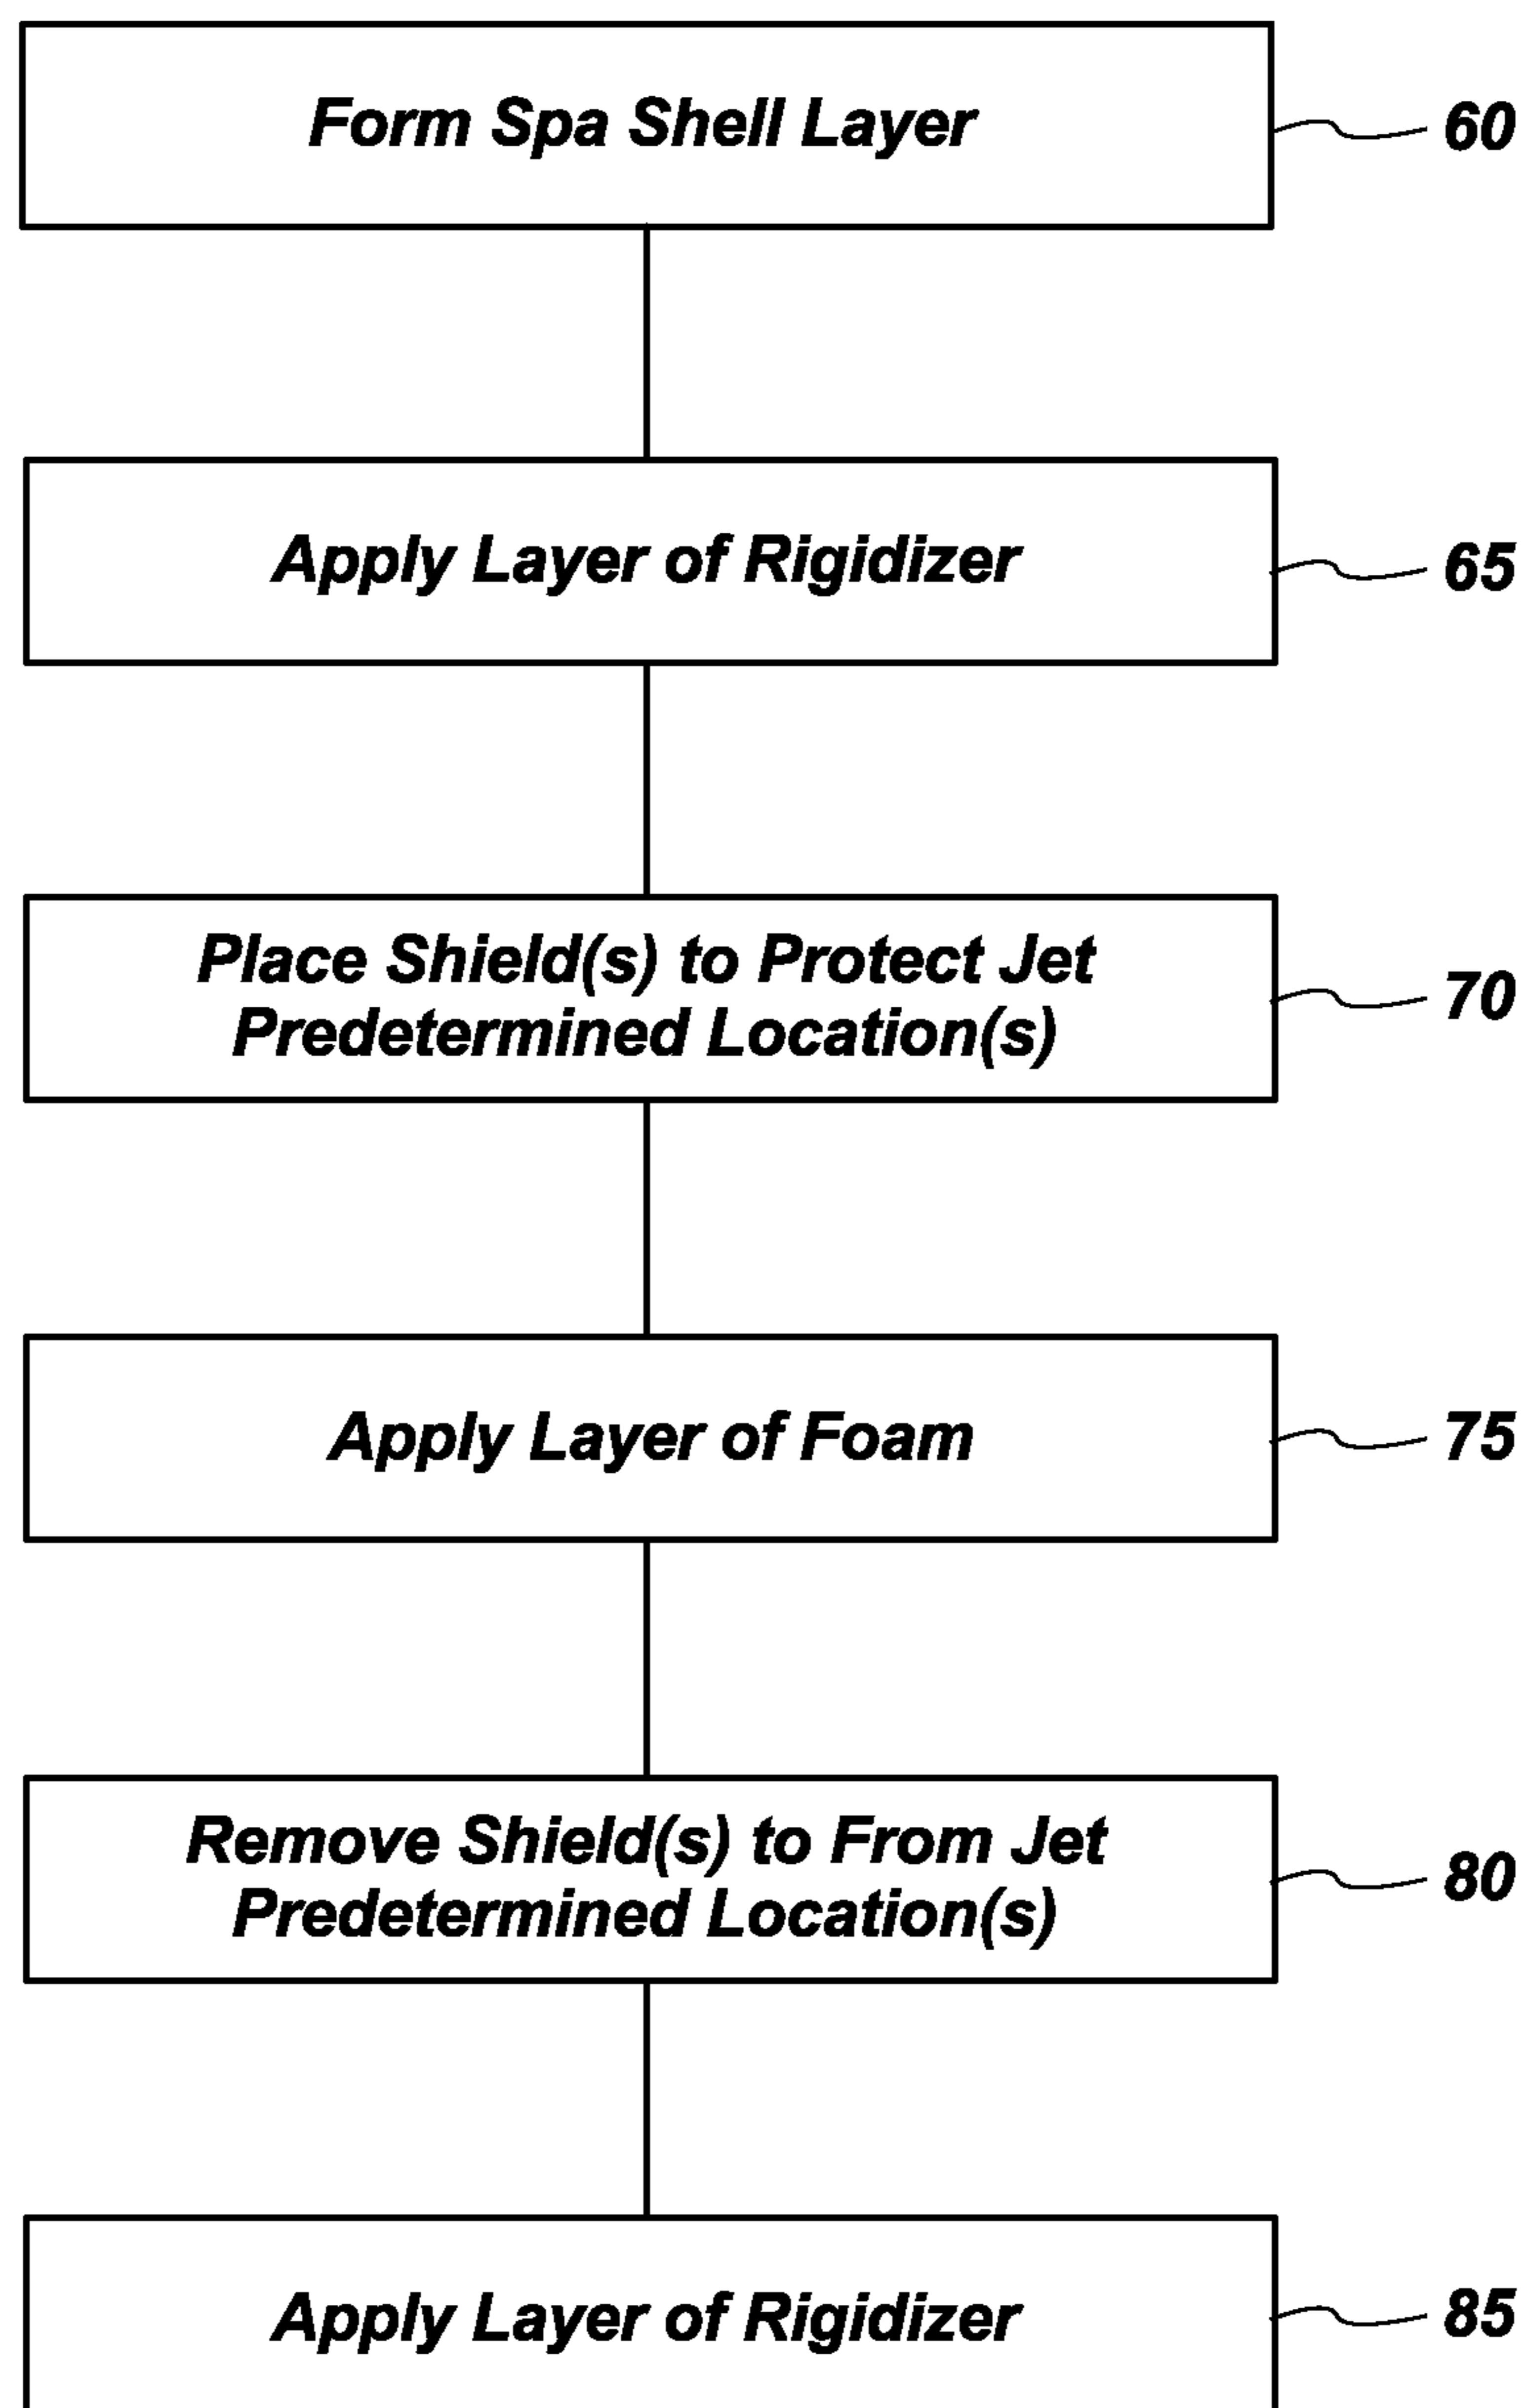 Form Spa Shell Layer
60
Apply Layer of Rigidizer
65
Place Shield(s) to Protect Jet
Predetermined Location(s)
70
Apply Layer of Foam
75
Remove Shield(s) to From Jet
Predetermined Location(s)
80
Apply Layer of Rigidizer
85